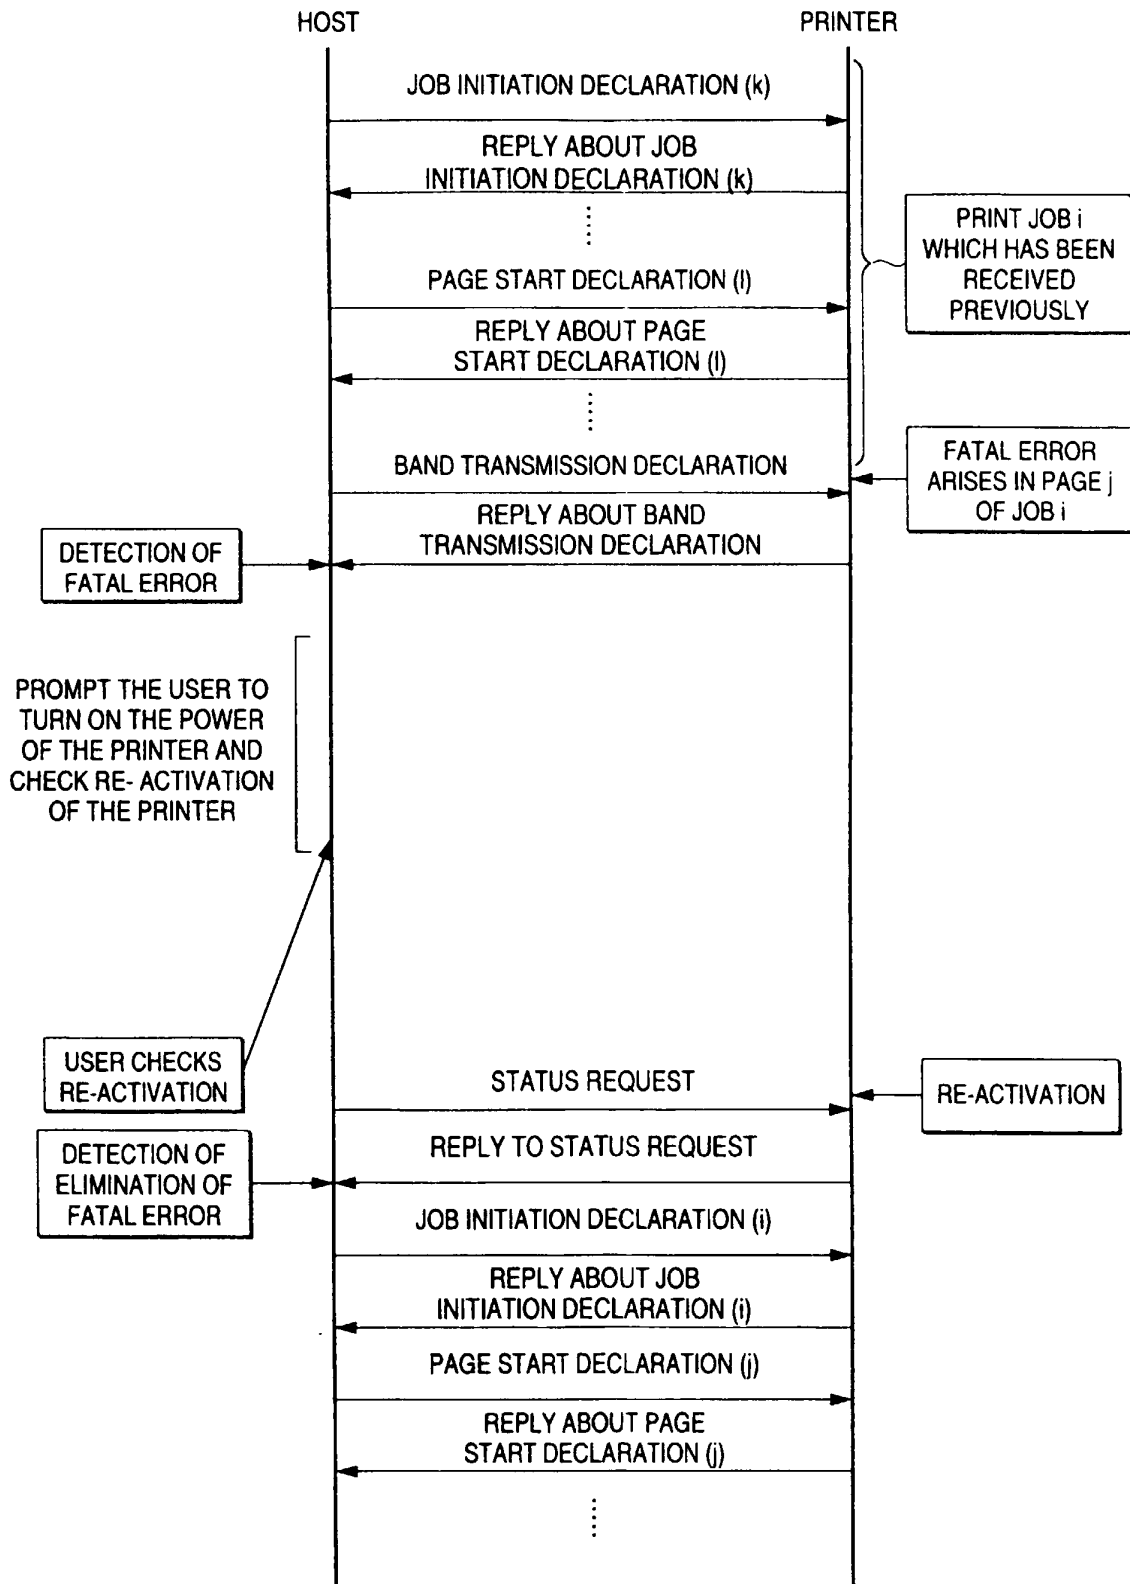 HOST
PRINTER
JOB INITIATION DECLARATION (k)
REPLY ABOUT JOB
INITIATION DECLARATION (k)
PRINT JOB i
WHICH HAS BEEN
RECEIVED
PREVIOUSLY
PAGE START DECLARATION (l)
REPLY ABOUT PAGE
START DECLARATION (l)
BAND TRANSMISSION DECLARATION
FATAL ERROR
ARISES IN PAGE j
OF JOB i
REPLY ABOUT BAND
TRANSMISSION DECLARATION
DETECTION OF
FATAL ERROR
PROMPT THE USER TO
TURN ON THE POWER
OF THE PRINTER AND
CHECK RE- ACTIVATION
OF THE PRINTER
USER CHECKS
RE-ACTIVATION
STATUS REQUEST
RE-ACTIVATION
REPLY TO STATUS REQUEST
DETECTION OF
ELIMINATION OF
FATAL ERROR
JOB INITIATION DECLARATION (i)
REPLY ABOUT JOB
INITIATION DECLARATION (i)
PAGE START DECLARATION (j)
REPLY ABOUT PAGE
START DECLARATION (j)